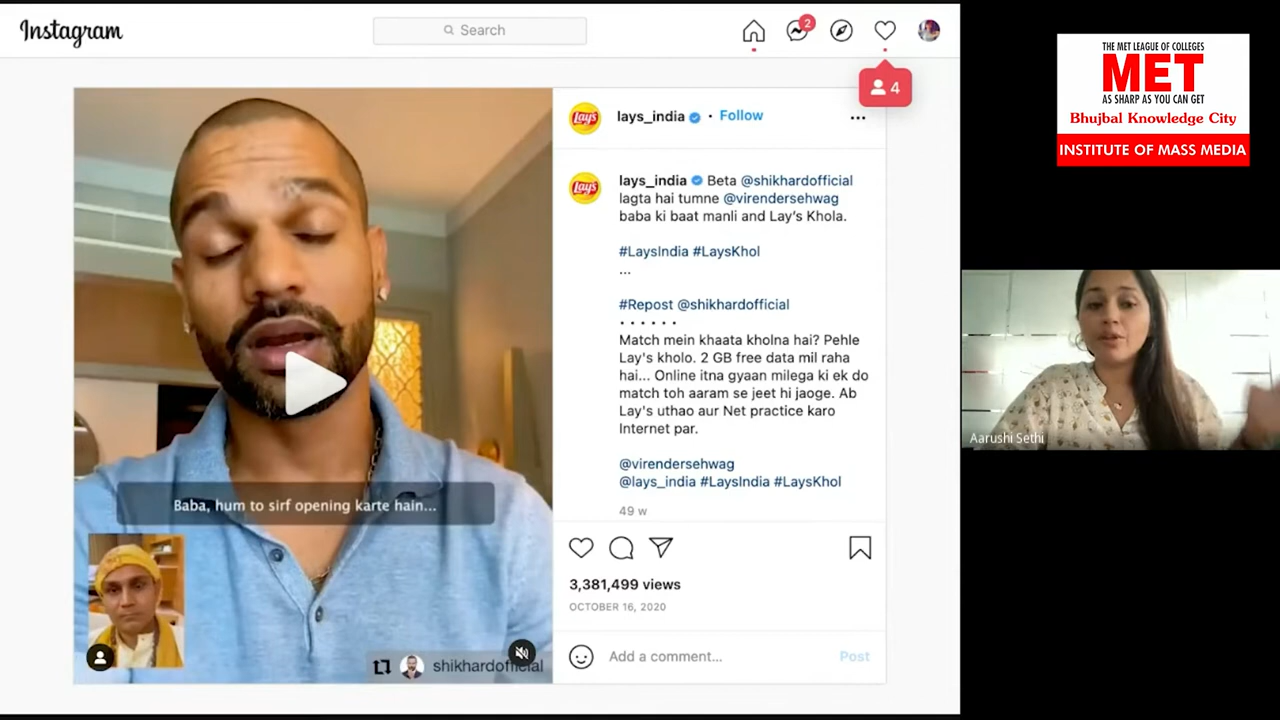 Instagram
Search
2
4
THE MET LEAGUE OF COLLEGES
MET
AS SHARP AS YOU CAN GET
Bhujbal Knowledge City
INSTITUTE OF MASS MEDIA
Lay's
lays_india • Follow
Lay's
lays_india Beta @shikhardofficial
lagta hai tumne @virendersehwag
baba ki baat manli and Lay's Khola.
#LaysIndia #LaysKhol
...
#Repost @shikhardofficial
• • • • • •
Match mein khaata kholna hai? Pehle
Lay's kholo. 2 GB free data mil raha
hai... Online itna gyaan milega ki ek do
match toh aaram se jeet hi jaoge. Ab
Lay's uthao aur Net practice karo
Internet par.
@virendersehwag
@lays_india #LaysIndia #LaysKhol
49 w
3,381,499 views
OCTOBER 16, 2020
Add a comment... Post
Baba, hum to sirf opening karte hain...
shikhardofficial
Aarushi Sethi